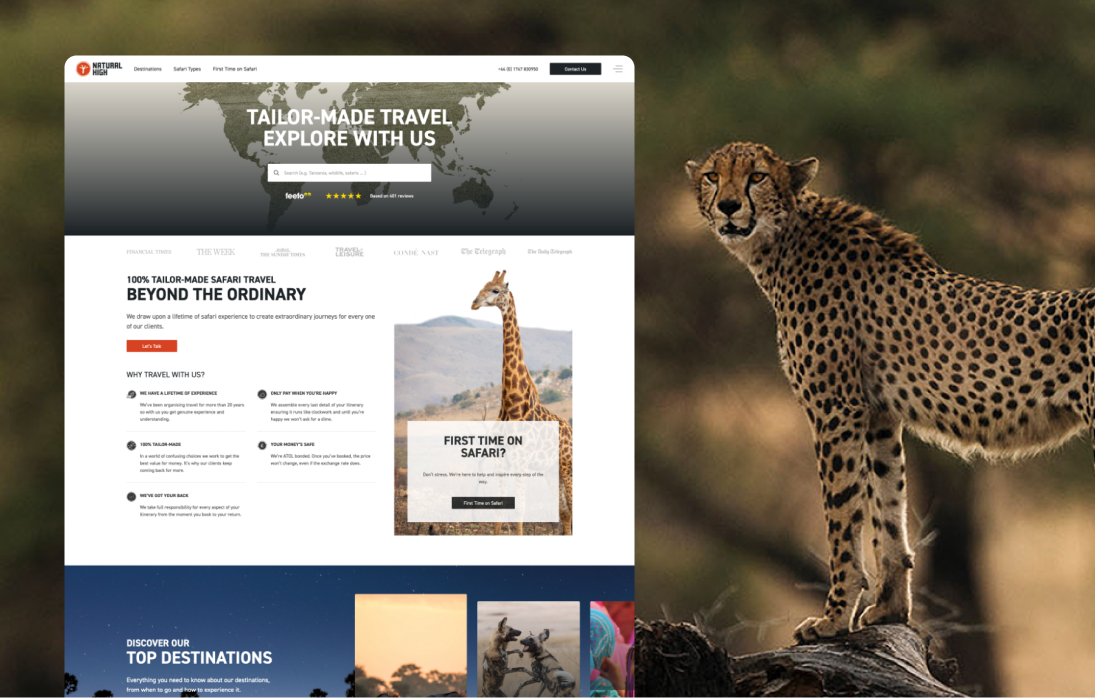 NATURAL
HIGH
Destinations
Safari Types
First Time on Safari
+44 (0) 1747 830950
Contact Us
TAILOR-MADE TRAVEL
EXPLORE WITH US
Search (e.g. Tanzania, wildlife, safaris ... )
feefo
Based on 401 reviews
FINANCIAL TIMES
THE WEEK
THE SUNDAY TIMES
TRAVEL+
LEISURE
CONDÉ NAST
The Telegraph
The Daily Telegraph
100% TAILOR-MADE SAFARI TRAVEL
BEYOND THE ORDINARY
We draw upon a lifetime of safari experience to create extraordinary journeys for every one
of our clients.
Let's Talk
WHY TRAVEL WITH US?
WE HAVE A LIFETIME OF EXPERIENCE
We've been organising travel for more than 20 years
so with us you get genuine experience and
understanding.
ONLY PAY WHEN YOU'RE HAPPY
We assemble every last detail of your itinerary
ensuring it runs like clockwork and until you're
happy we won't ask for a dime.
100% TAILOR-MADE
In a world of confusing choices we work to get the
best value for money. It's why our clients keep
coming back for more.
YOUR MONEY'S SAFE
We're ATOL bonded. Once you've booked, the price
won't change, even if the exchange rate does.
WE'VE GOT YOUR BACK
We take full responsibility for every aspect of your
itinerary from the moment you book to your return.
FIRST TIME ON
SAFARI?
Don't stress. We're here to help and inspire every step of the
way.
First Time on Safari
DISCOVER OUR
TOP DESTINATIONS
Everything you need to know about our destinations,
from when to go and how to experience it.